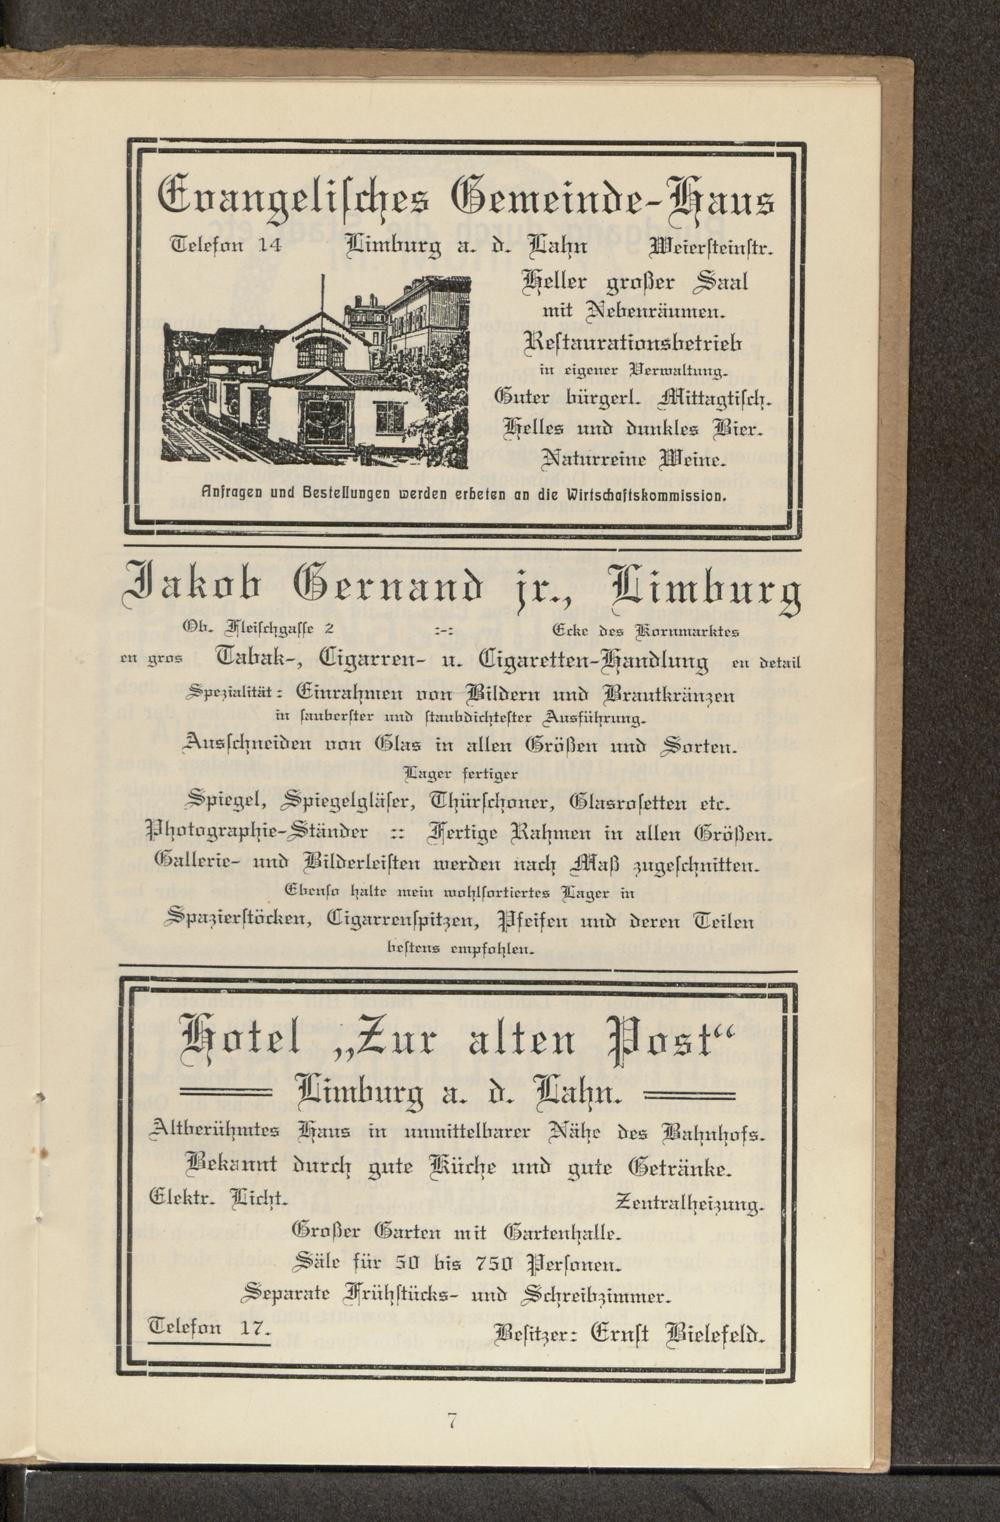 Evangelisches Gemeinde-Haus
Telefon 14 Limburg a. d. Lahn Weiersteinstr.
Heller großer Saal
mit Nebenräumen.
Restaurationsbetrieb
in eigener Verwaltung.
Guter bürgerl. Mittagtisch.
Helles und dunkles Bier.
Naturreine Weine.
Anfragen und Bestellungen werden erbeten an die Wirtschaftskommission.
Jakob Gernand jr., Limburg
Ob. Fleischgasse 2 :-: Ecke des Kornmarktes
en gros Tabak-, Cigarren- u. Cigaretten-Handlung en detail
Spezialität: Einrahmen von Bildern und Brautkränzen
in sauberster und staubdichtester Ausführung.
Ausschneiden von Glas in allen Größen und Sorten.
Lager fertiger
Spiegel, Spiegelgläser, Thürschoner, Glasrosetten etc.
Photographie-Ständer :: Fertige Rahmen in allen Größen.
Gallerie- und Bilderleisten werden nach Maß zugeschnitten.
Ebenso halte mein wohlsortiertes Lager in
Spazierstöcken, Cigarrenspitzen, Pfeifen und deren Teilen
bestens empfohlen.
Hotel „Zur alten Post“
Limburg a. d. Lahn.
Altberühmtes Haus in unmittelbarer Nähe des Bahnhofs.
Bekannt durch gute Küche und gute Getränke.
Elektr. Licht. Zentralheizung.
Großer Garten mit Gartenhalle.
Säle für 50 bis 750 Personen.
Separate Frühstücks- und Schreibzimmer.
Telefon 17. Besitzer: Ernst Bielefeld.
7